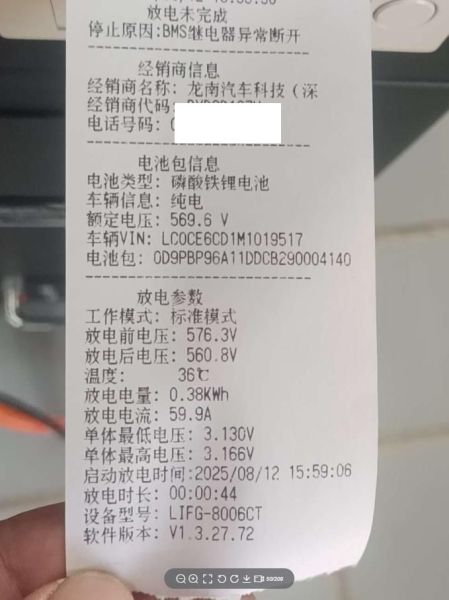 放电未完成
停止原因:BMS继电器异常断开
经销商信息
经销商名称: 龙南汽车科技（深
经销商代码:
电话号码:
电池包信息
电池类型: 磷酸铁锂电池
车辆信息: 纯电
额定电压: 569.6 V
车辆VIN: LC0CE6CD1M1019517
电池包: 0D9PBP96A11DDCB290004140
放电参数
工作模式: 标准模式
放电前电压: 576.3V
放电后电压: 560.8V
温度: 36℃
放电电量: 0.38KWh
放电电流: 59.9A
单体最低电压: 3.130V
单体最高电压: 3.166V
启动放电时间:2025/08/12 15:59:06
放电时长: 00:00:44
设备型号: LIFG-8006CT
软件版本: V1.3.27.72